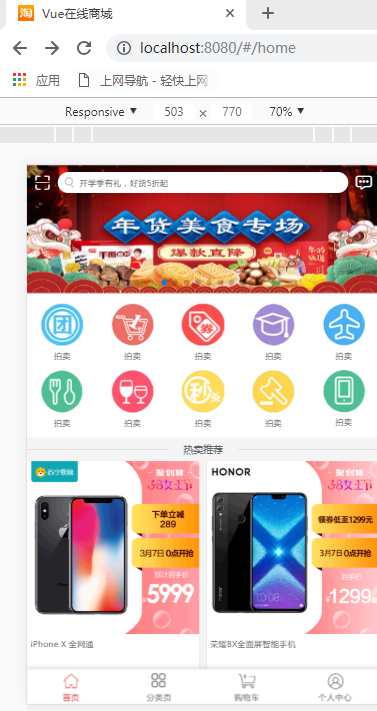 淘 Vue在线商城
localhost:8080/#/home
应用 上网导航 - 轻快上网
Responsive 503 × 770 70%
开学季有礼，好货5折起
年货美食专场
爆款直降
团 券
拍卖 拍卖 拍卖 拍卖 拍卖
秒杀
拍卖 拍卖 拍卖 拍卖 拍卖
热卖推荐
苏宁易购 聚划算 HONOR 聚划算
38女王节 38女王节
下单立减 289 领券低至1299元
3月7日0点开抢 3月7日0点开抢
预计到手价 到手价
¥5999 ¥1299
iPhone X 全网通 荣耀8X全面屏智能手机
首页 分类页 购物车 个人中心